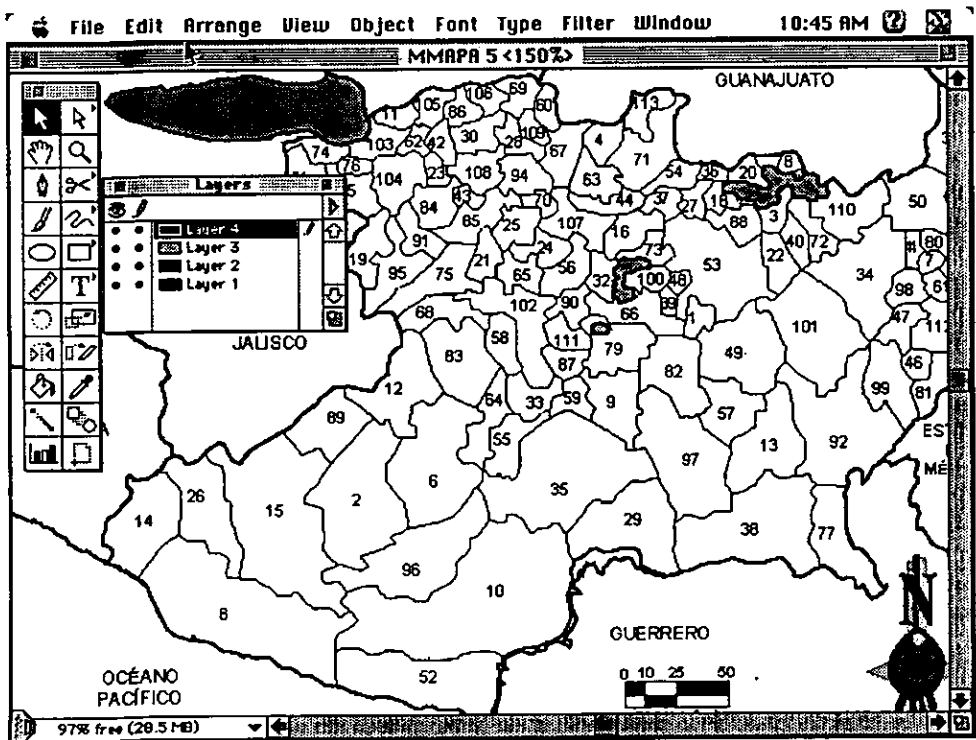 File Edit Arrange View Object Font Type Filter Window 10:45 AM
MMAPA 5 <150%>
GUANAJUATO
11 105 106 86 69 60 113
103 62 42 30 28 109 67 4 71
74 76 104 23 108 94 63 54 36 20 8
Layers
84 43 85 25 70 107 44 37 27 18 88 3 110 50
Layer 4
Layer 3
Layer 2
Layer 1
19 91 95 75 21 24 65 56 16 73 53 22 40 72 34 80 7
102 32 100 48 98 61
68 90 39 66 1 101 47
JALISCO
83 58 111 79 49 46
12 87 82 99 81
64 33 59 9 57
89 55 13 92 EST
97 MÉ
26 15 2 6 35
14 29 38 77
96
8 10
N
GUERRERO
0 10 25 50
52
OCÉANO
PACÍFICO
97% free (28.5 MB)